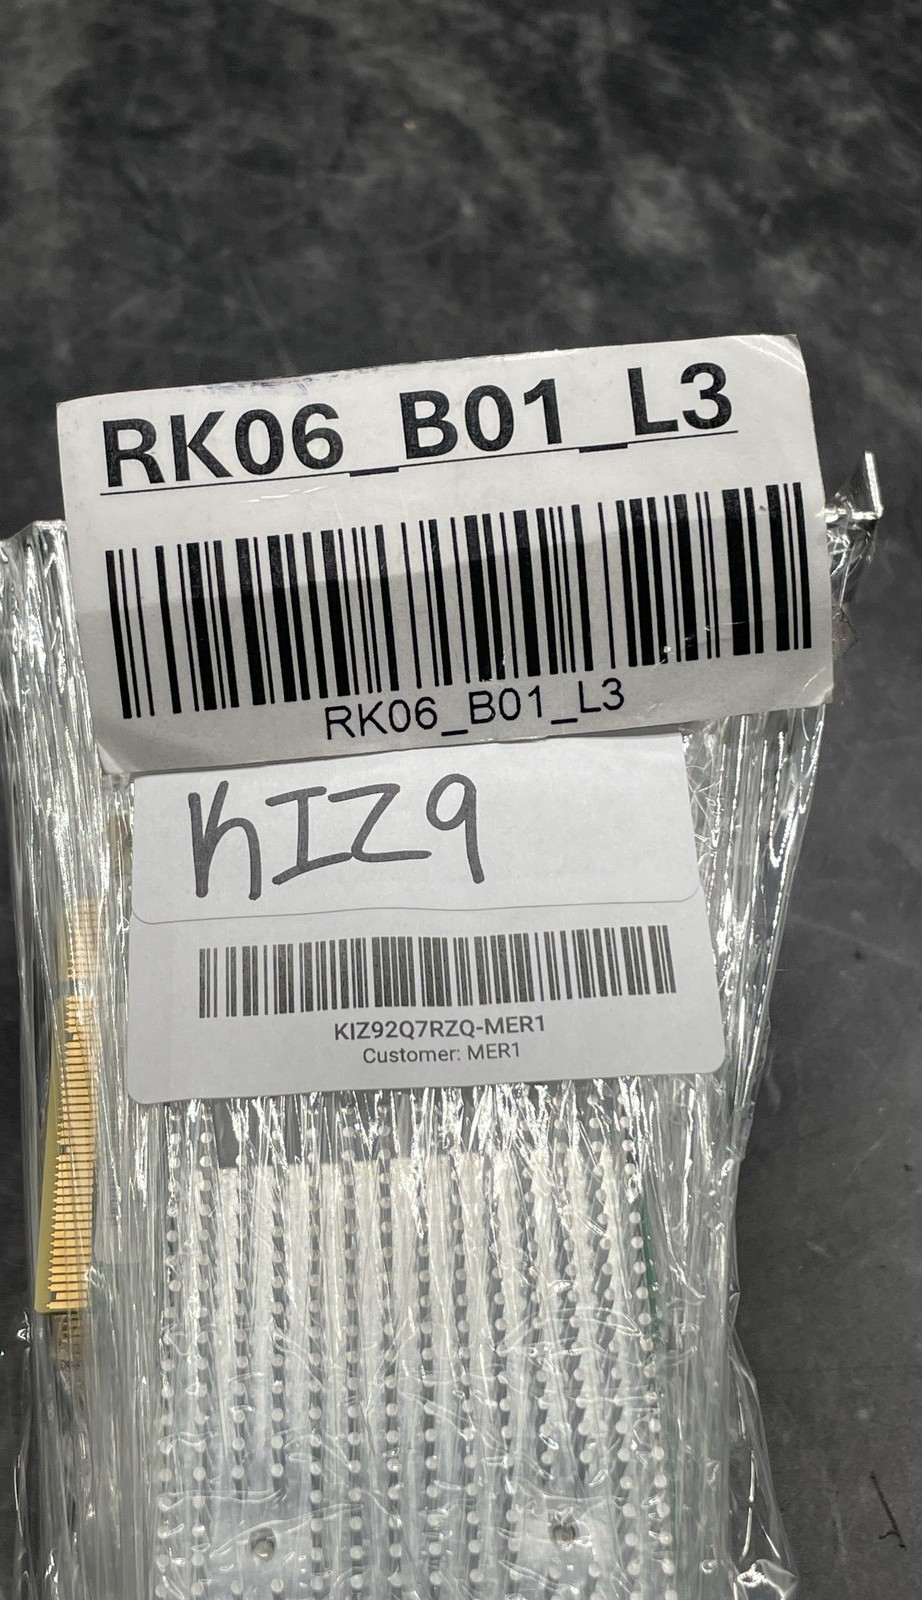 RK06_B01_L3
RK06_B01_L3
KIZ9
KIZ92Q7RZQ-MER1
Customer: MER1